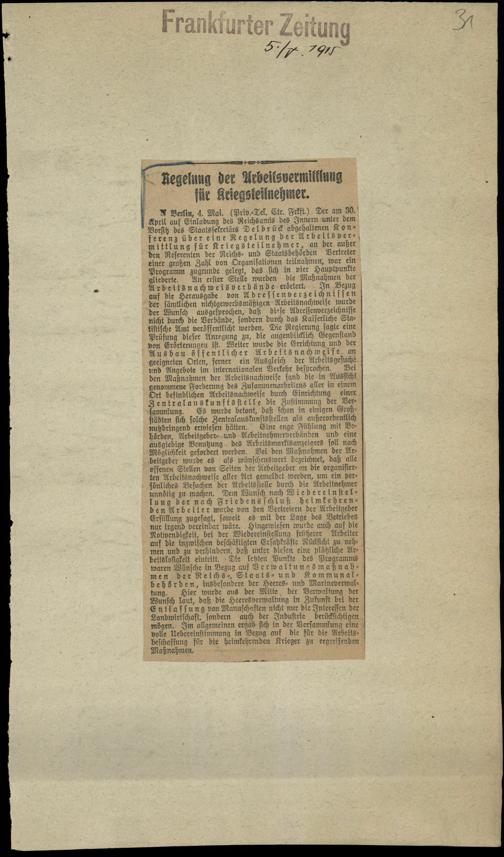 Frankfurter Zeitung
31
5./V. 1915
Regelung der Arbeitsvermittlung
für Kriegsteilnehmer.
N Berlin, 4. Mai. (Priv.-Tel. Ctr. Frkft.) Der am 30.
April auf Einladung des Reichsamts des Innern unter dem
Vorsitz des Staatssekretärs Delbrück abgehaltenen Kon-
ferenz über eine Regelung der Arbeitsver-
mittlung für Kriegsteilnehmer, an der außer
den Referenten der Reichs- und Staatsbehörden Vertreter
einer großen Zahl von Organisationen teilnahmen, war ein
Programm zugrunde gelegt, das sich in vier Hauptpunkte
gliederte. An erster Stelle wurden die Maßnahmen der
Arbeitsnachweisverbände erörtert. In Bezug
auf die Herausgabe von Adressenverzeichnissen
der sämtlichen nichtgewerbsmäßigen Arbeitsnachweise wurde
der Wunsch ausgesprochen, daß diese Adressenverzeichnisse
nicht durch die Verbände, sondern durch das Kaiserliche Sta-
tistische Amt veröffentlicht werden. Die Regierung sagte eine
Prüfung dieser Anregung zu, die augenblicklich Gegenstand
von Erörterungen ist. Weiter wurde die Errichtung und der
Ausbau öffentlicher Arbeitsnachweise an
geeigneten Orten, ferner ein Ausgleich der Arbeitsgesuche
und Angebote im internationalen Verkehr besprochen. Bei
den Maßnahmen der Arbeitsnachweise fand die in Aussicht
genommene Forderung des Zusammenarbeitens aller in einem
Ort befindlichen Arbeitsnachweise durch Einrichtung einer
Zentralauskunftsstelle die Zustimmung der Ver-
sammlung. Es wurde betont, daß schon in einigen Groß-
städten sich solche Zentralauskunftsstellen als außerordentlich
nutzbringend erwiesen hätten. Eine enge Fühlung mit Be-
hörden, Arbeitgeber- und Arbeitnehmerverbänden und eine
ausgiebige Benutzung des Arbeitsmarktanzeigers soll nach
Möglichkeit gefordert werden. Bei den Maßnahmen der Ar-
beitgeber wurde es als wünschenswert bezeichnet, daß alle
offenen Stellen von Seiten der Arbeitgeber an die organisier-
ten Arbeitsnachweise aller Art gemeldet werden, um ein per-
sönliches Besuchen der Arbeitsstelle durch die Arbeitnehmer
unnötig zu machen. Dem Wunsch nach Wiedereinstel-
lung der nach Friedensschluß heimkehren-
den Arbeiter wurde von den Vertretern der Arbeitgeber
Erfüllung zugesagt, soweit es mit der Lage des Betriebes
nur irgend vereinbar wäre. Hingewiesen wurde auch auf die
Notwendigkeit, bei der Wiedereinstellung früherer Arbeiter
auf die inzwischen beschäftigten Ersatzkräfte Rücksicht zu neh-
men und zu verhindern, daß unter diesen eine plötzliche Ar-
beitslosigkeit eintritt. Die letzten Punkte des Programms
waren Wünsche in Bezug auf Verwaltungsmaßnah-
men der Reichs-, Staats- und Kommunal-
behörden, insbesondere der Heeres- und Marineverwal-
tung. Hier wurde aus der Mitte der Verwaltung der
Wunsch laut, daß die Heeresverwaltung in Zukunft bei der
Entlassung von Mannschaften nicht nur die Interessen der
Landwirtschaft, sondern auch der Industrie berücksichtigen
mögen. Im allgemeinen ergab sich in der Versammlung eine
volle Uebereinstimmung in Bezug auf die für die Arbeits-
beschaffung für die heimkehrenden Krieger zu ergreifenden
Maßnahmen.